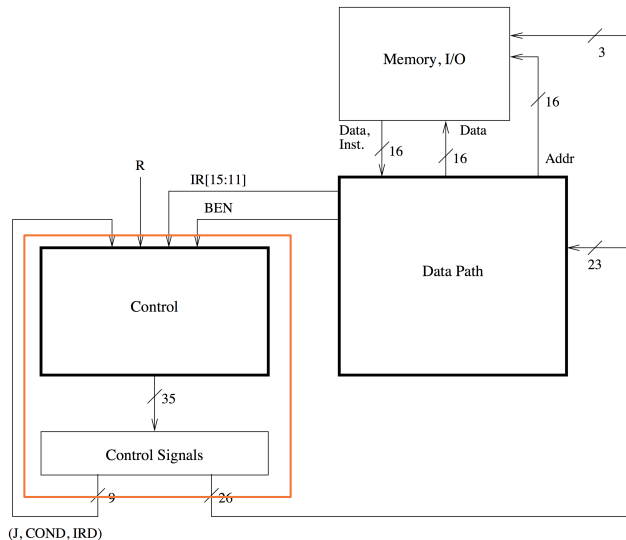 Memory, I/O
3
16
Data,
Inst.
16
Data
16
Addr
R
IR[15:11]
BEN
23
Control
Data Path
35
Control Signals
9
26
(J, COND, IRD)